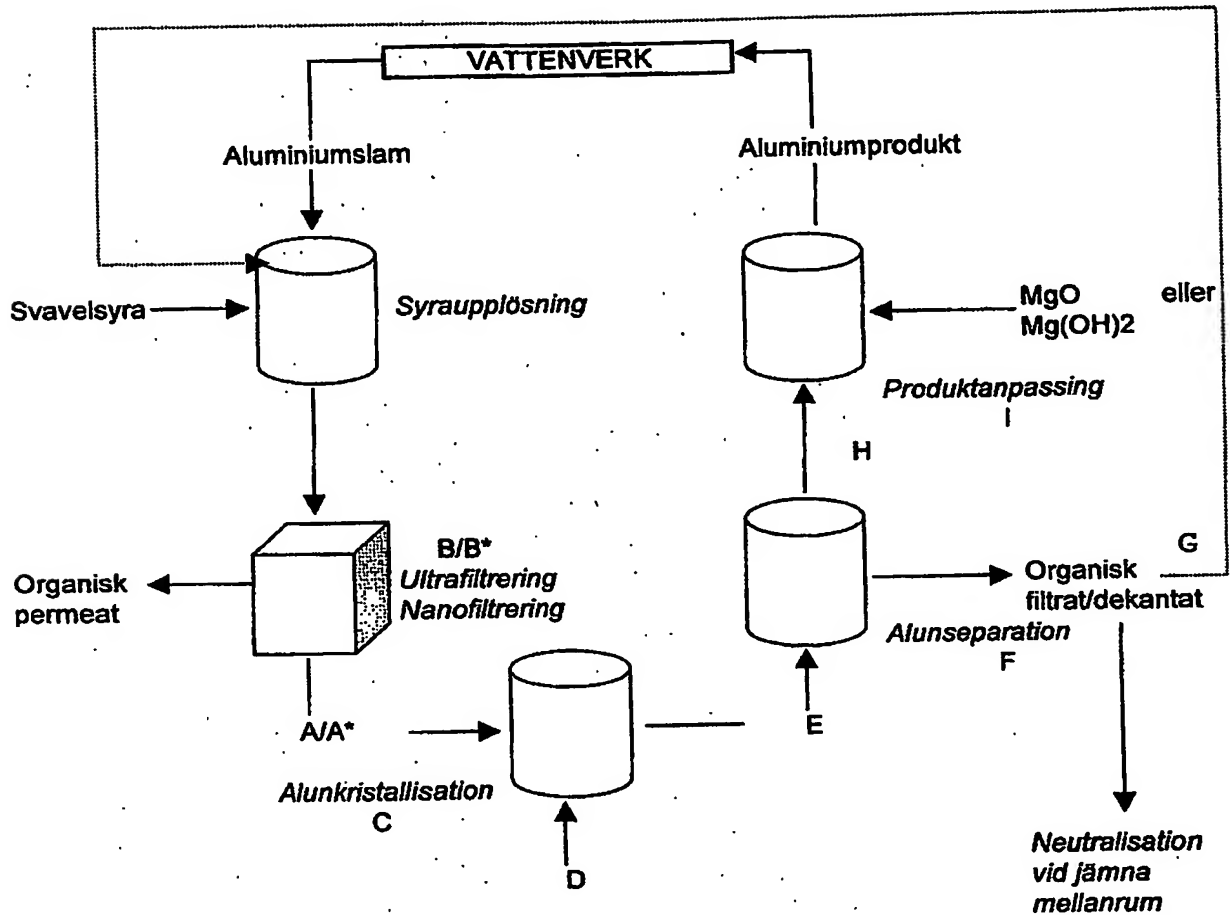 VATTENVERK
Aluminiumslam
Aluminiumprodukt
Svavelsyra
Syraupplösning
MgO eller
Mg(OH)2
Produktanpassing
I
H
B/B*
Ultrafiltrering
Nanofiltrering
Organisk
permeat
G
Organisk
filtrat/dekantat
Alunseparation
F
A/A*
E
Alunkristallisation
C
D
Neutralisation
vid jämna
mellanrum